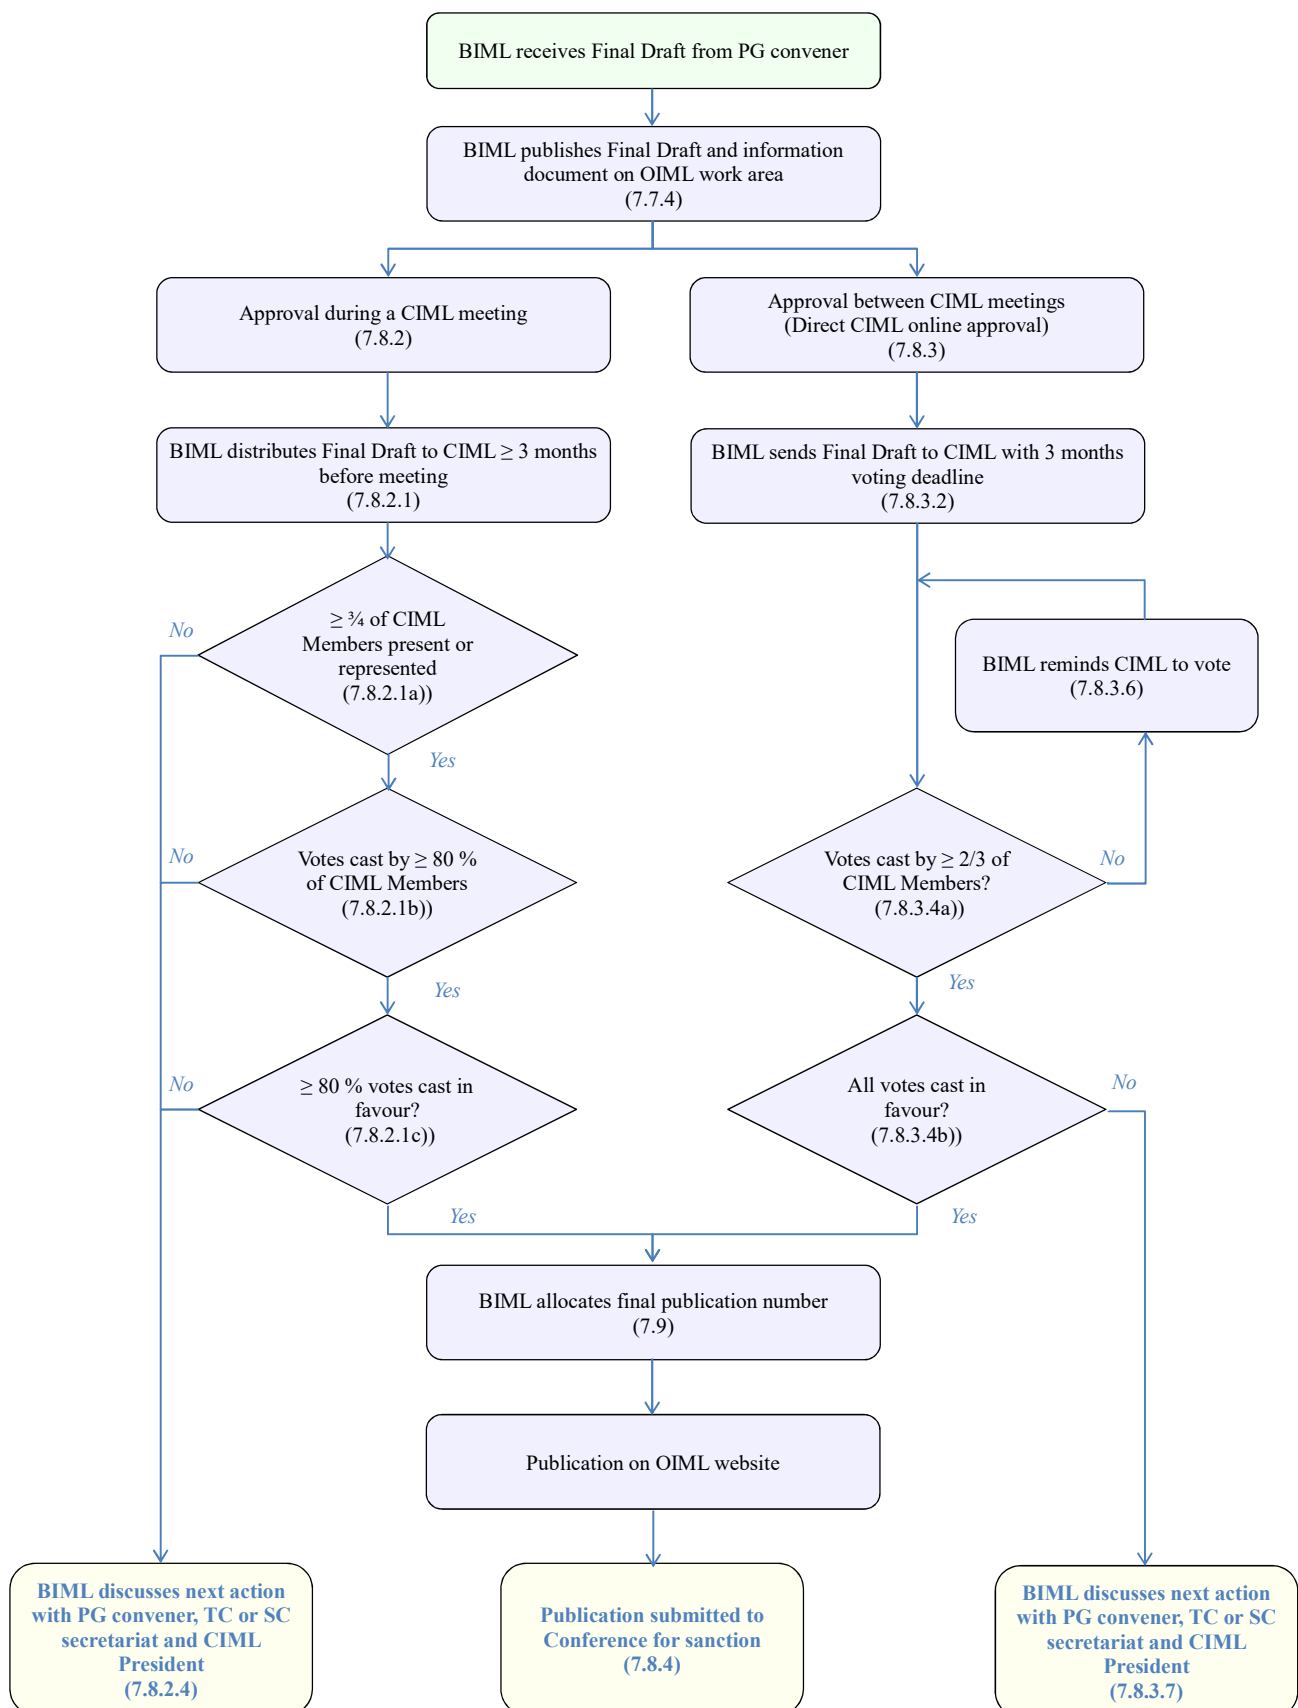 BIML receives Final Draft from PG convener
BIML publishes Final Draft and information
document on OIML work area
(7.7.4)
Approval during a CIML meeting
(7.8.2)
Approval between CIML meetings
(Direct CIML online approval)
(7.8.3)
BIML distributes Final Draft to CIML ≥ 3 months
before meeting
(7.8.2.1)
BIML sends Final Draft to CIML with 3 months
voting deadline
(7.8.3.2)
≥ ¾ of CIML
Members present or
represented
(7.8.2.1a))
No
Yes
BIML reminds CIML to vote
(7.8.3.6)
Votes cast by ≥ 80 %
of CIML Members
(7.8.2.1b))
No
Yes
Votes cast by ≥ 2/3 of
CIML Members?
(7.8.3.4a))
No
Yes
≥ 80 % votes cast in
favour?
(7.8.2.1c))
No
Yes
All votes cast in
favour?
(7.8.3.4b))
No
Yes
BIML allocates final publication number
(7.9)
Publication on OIML website
BIML discusses next action
with PG convener, TC or SC
secretariat and CIML
President
(7.8.2.4)
Publication submitted to
Conference for sanction
(7.8.4)
BIML discusses next action
with PG convener, TC or SC
secretariat and CIML
President
(7.8.3.7)